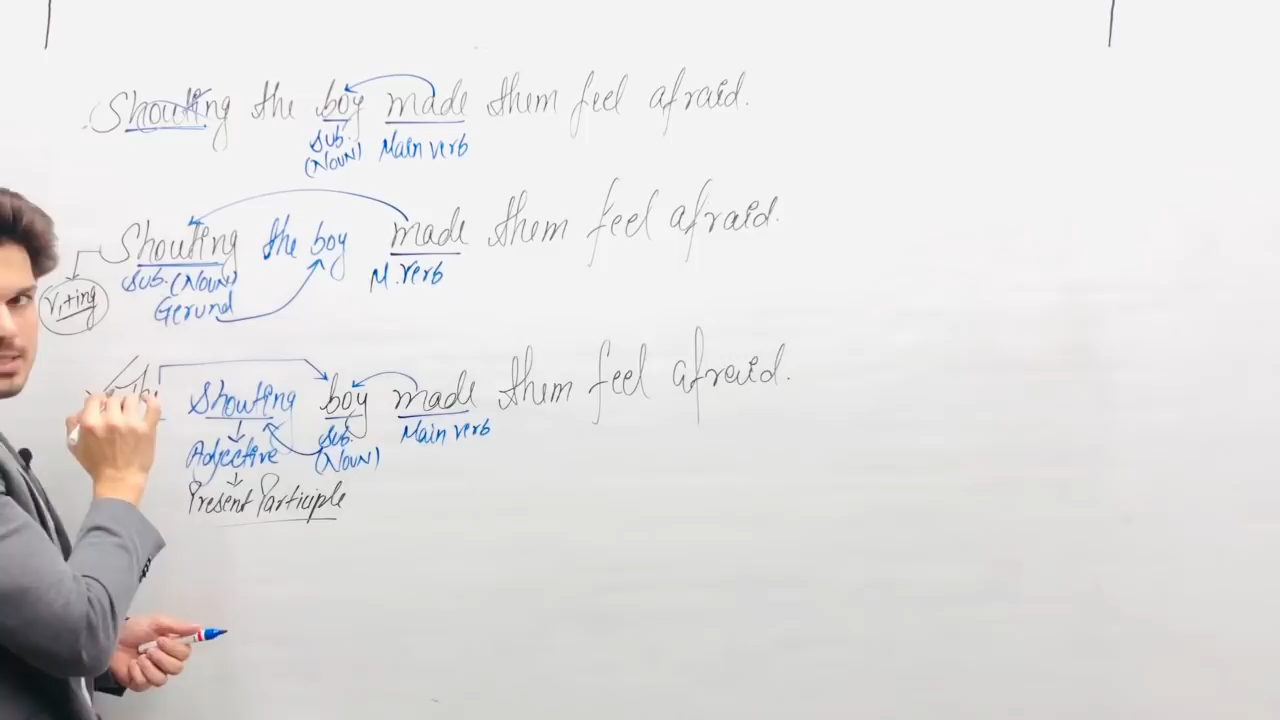 Shouting the boy made them feel afraid.
Sub. Main verb
(NOUN)
Shouting the boy made them feel afraid.
Sub. (NOUN) M. Verb
V₁+ing
Gerund
Shouting boy made them feel afraid.
Adjective Sub. Main verb
(NOUN)
Present Participle